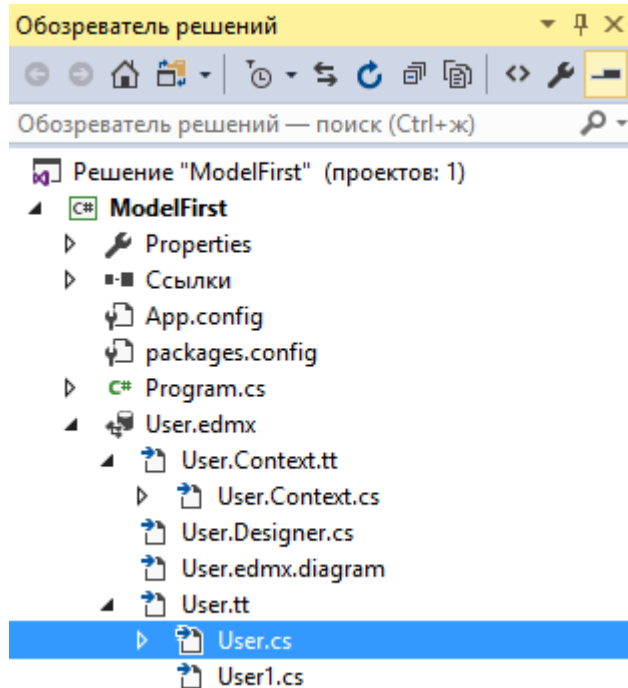 Обозреватель решений
Обозреватель решений — поиск (Ctrl+ж)
Решение "ModelFirst" (проектов: 1)
C# ModelFirst
Properties
Ссылки
App.config
packages.config
C# Program.cs
User.edmx
User.Context.tt
User.Context.cs
User.Designer.cs
User.edmx.diagram
User.tt
User.cs
User1.cs